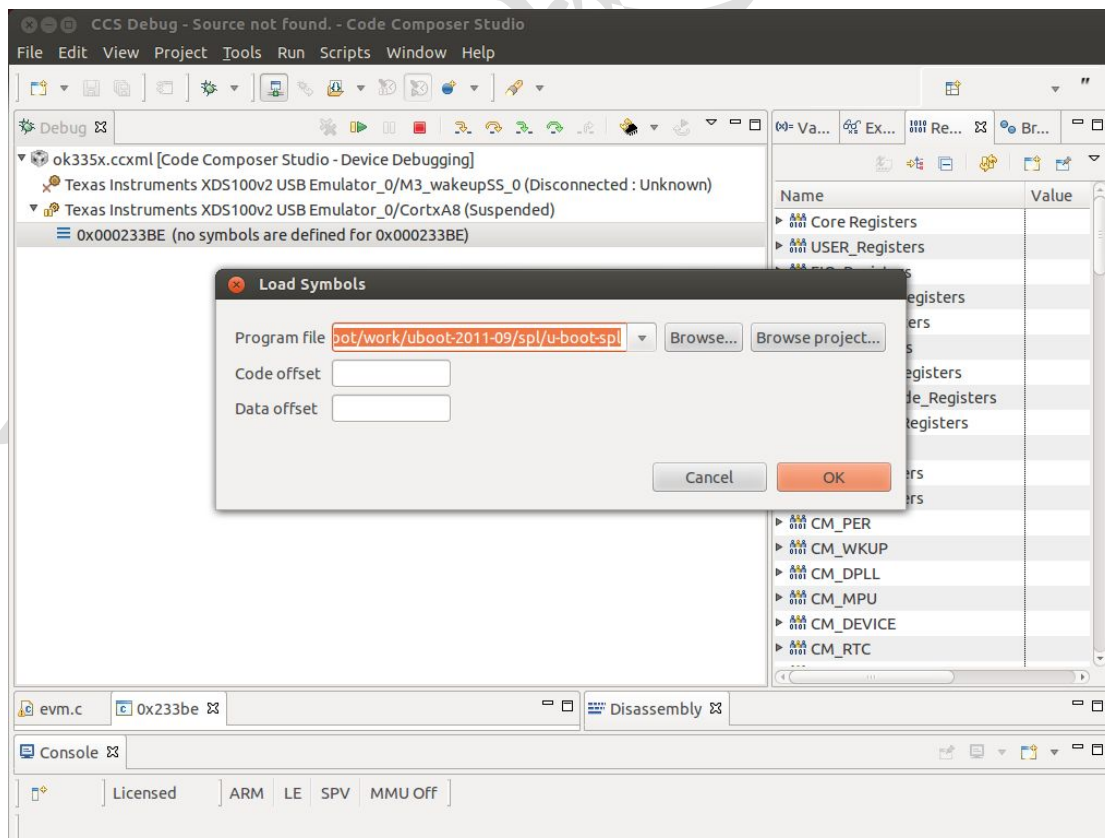 CCS Debug - Source not found. - Code Composer Studio
File Edit View Project Tools Run Scripts Window Help
Debug
ok335x.ccxml [Code Composer Studio - Device Debugging]
Texas Instruments XDS100v2 USB Emulator_0/M3_wakeupSS_0 (Disconnected : Unknown)
Texas Instruments XDS100v2 USB Emulator_0/CortxA8 (Suspended)
0x000233BE (no symbols are defined for 0x000233BE)
(x)= Va... Ex... Re... Br...
Name Value
Core Registers
USER_Registers
egisters
ers
s
egisters
de_Registers
Registers
ers
ers
CM_PER
CM_WKUP
CM_DPLL
CM_MPU
CM_DEVICE
CM_RTC
Load Symbols
Program file oot/work/uboot-2011-09/spl/u-boot-spl Browse... Browse project...
Code offset
Data offset
Cancel OK
evm.c 0x233be Disassembly
Console
Licensed ARM LE SPV MMU Off